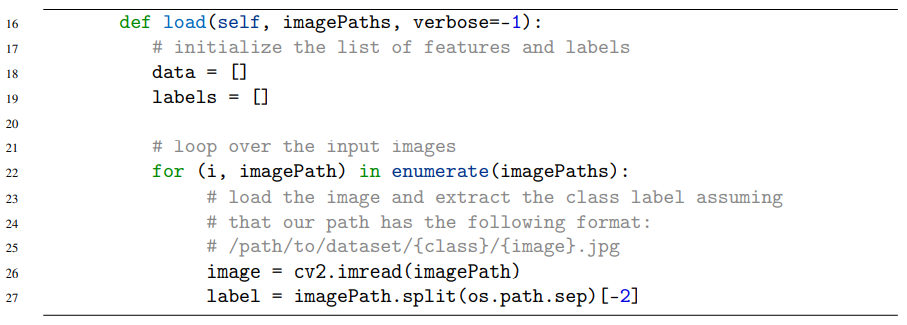 16 def load(self, imagePaths, verbose=-1):
17 # initialize the list of features and labels
18 data = []
19 labels = []
20
21 # loop over the input images
22 for (i, imagePath) in enumerate(imagePaths):
23 # load the image and extract the class label assuming
24 # that our path has the following format:
25 # /path/to/dataset/{class}/{image}.jpg
26 image = cv2.imread(imagePath)
27 label = imagePath.split(os.path.sep)[-2]